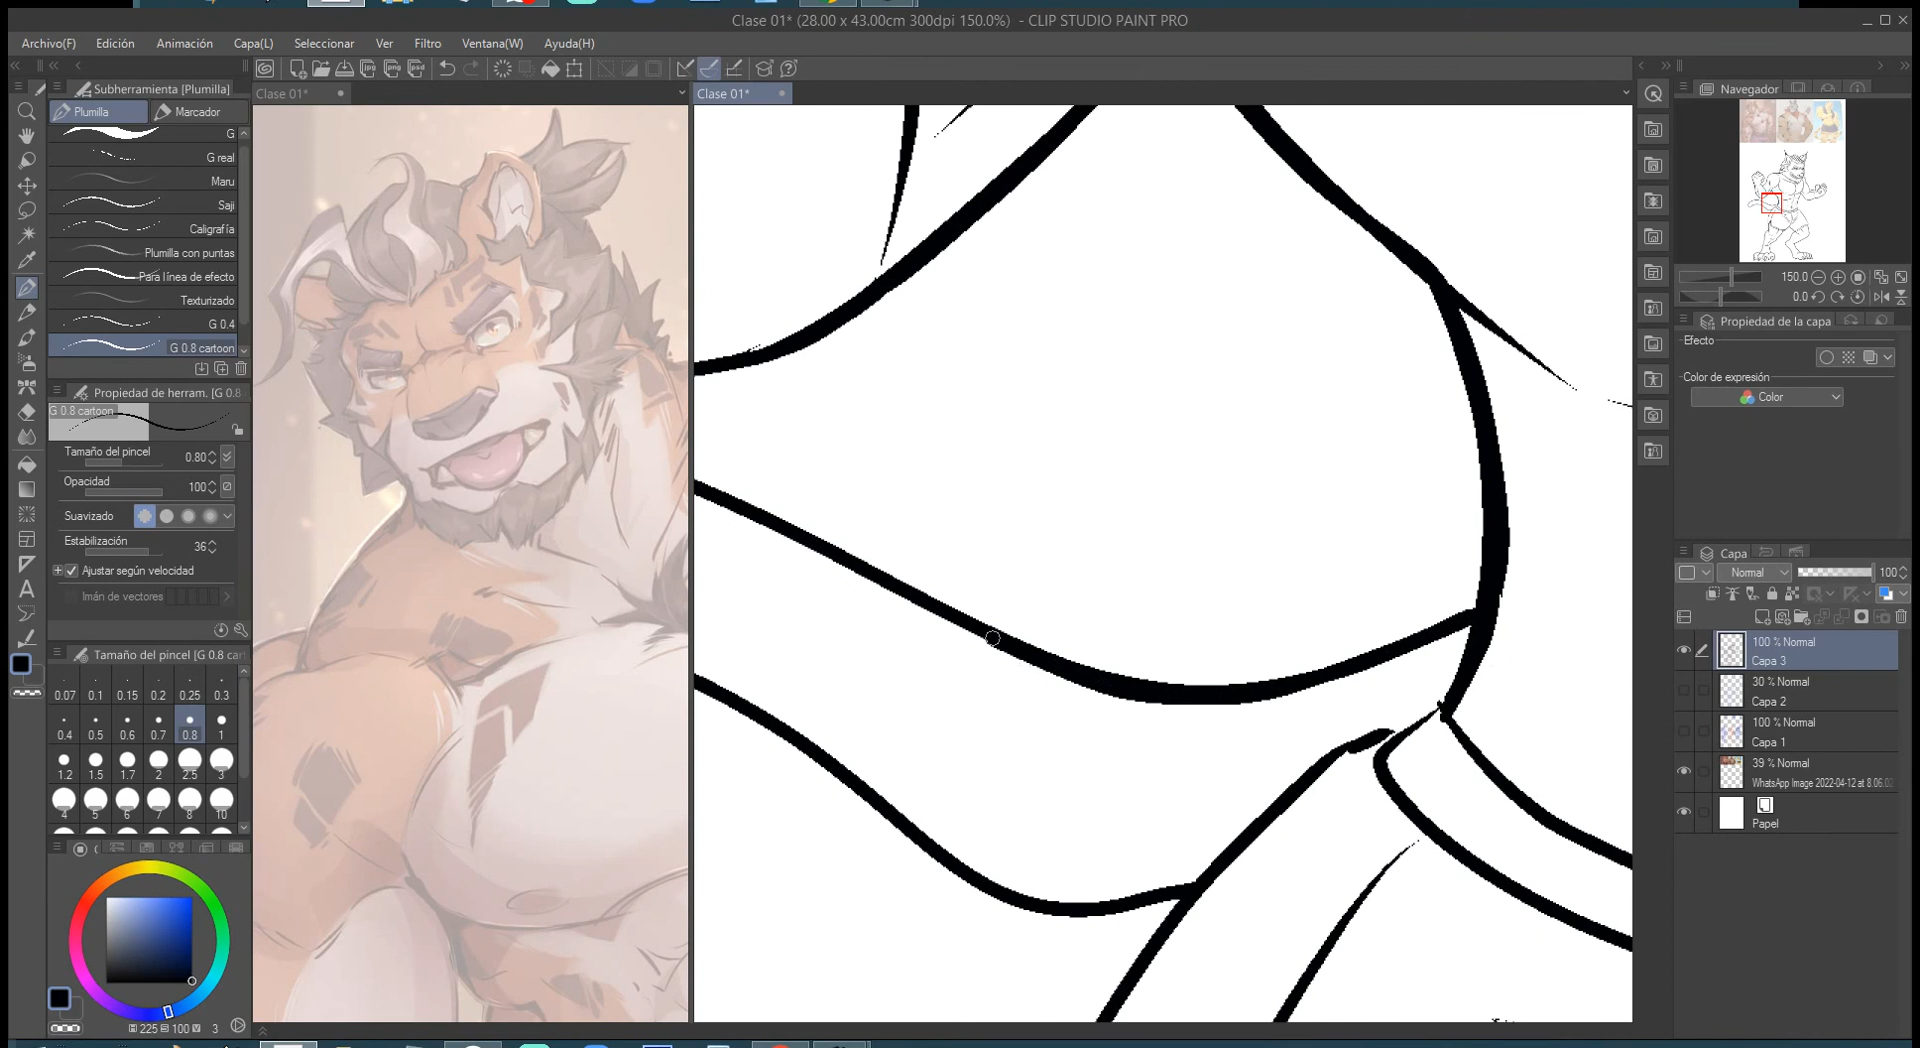 Clase 01* (28.00 x 43.00cm 300dpi 150.0%) - CLIP STUDIO PAINT PRO
Archivo(F) Edición Animación Capa(L) Seleccionar Ver Filtro Ventana(W) Ayuda(H)
Subherramienta [Plumilla]
Plumilla Marcador
G
G real
Maru
Saji
Caligrafía
Plumilla con puntas
Para línea de efecto
Texturizado
G 0.4
G 0.8 cartoon
Propiedad de herram. [G 0.8
G 0.8 cartoon
Tamaño del pincel 0.80
Opacidad 100
Suavizado
Estabilización 36
Ajustar según velocidad
Imán de vectores
Tamaño del pincel [G 0.8 car
0.07 0.1 0.15 0.2 0.25 0.3
0.4 0.5 0.6 0.7 0.8 1
1.2 1.5 1.7 2 2.5 3
4 5 6 7 8 10
225 100 3
Clase 01*
Clase 01*
Navegador
150.0
0.0
Propiedad de la capa
Efecto
Color de expresión
Color
Capa
Normal 100
100 % Normal
Capa 3
30 % Normal
Capa 2
100 % Normal
Capa 1
39 % Normal
WhatsApp Image 2022-04-12 at 8.06.02
Papel